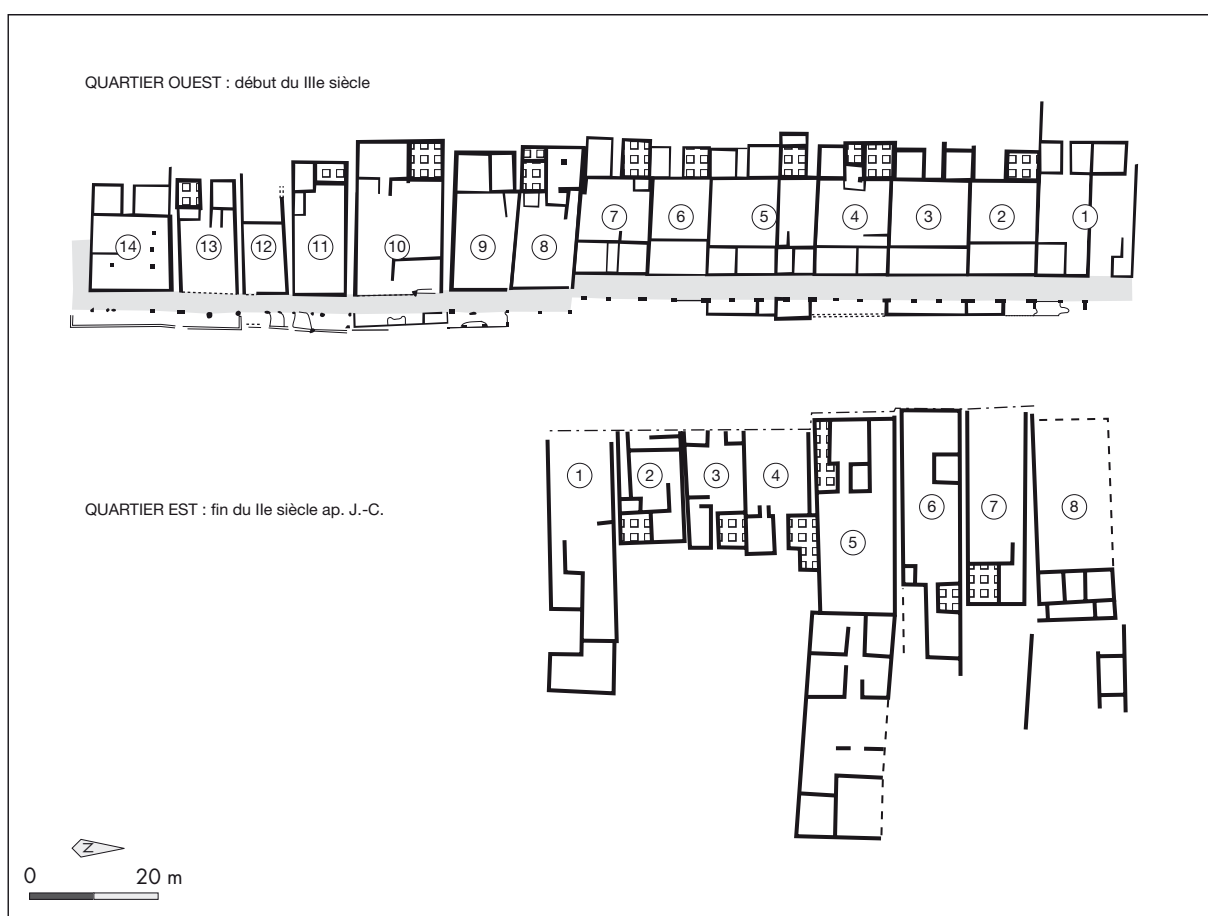 QUARTIER OUEST : début du IIIe siècle
14 13 12 11 10 9 8 7 6 5 4 3 2 1
QUARTIER EST : fin du IIe siècle ap. J.-C.
1 2 3 4 5 6 7 8
N
0 20 m